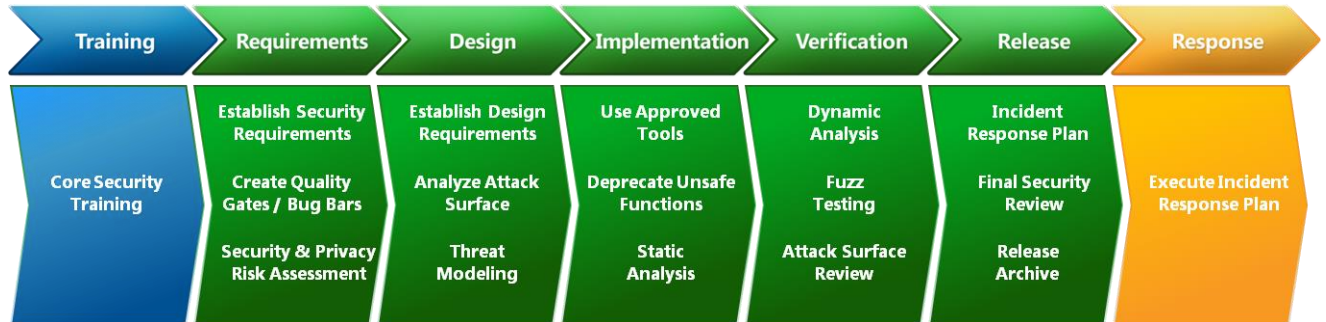 Training
Requirements
Design
Implementation
Verification
Release
Response
Core Security
Training
Establish Security
Requirements
Create Quality
Gates / Bug Bars
Security & Privacy
Risk Assessment
Establish Design
Requirements
Analyze Attack
Surface
Threat
Modeling
Use Approved
Tools
Deprecate Unsafe
Functions
Static
Analysis
Dynamic
Analysis
Fuzz
Testing
Attack Surface
Review
Incident
Response Plan
Final Security
Review
Release
Archive
Execute Incident
Response Plan